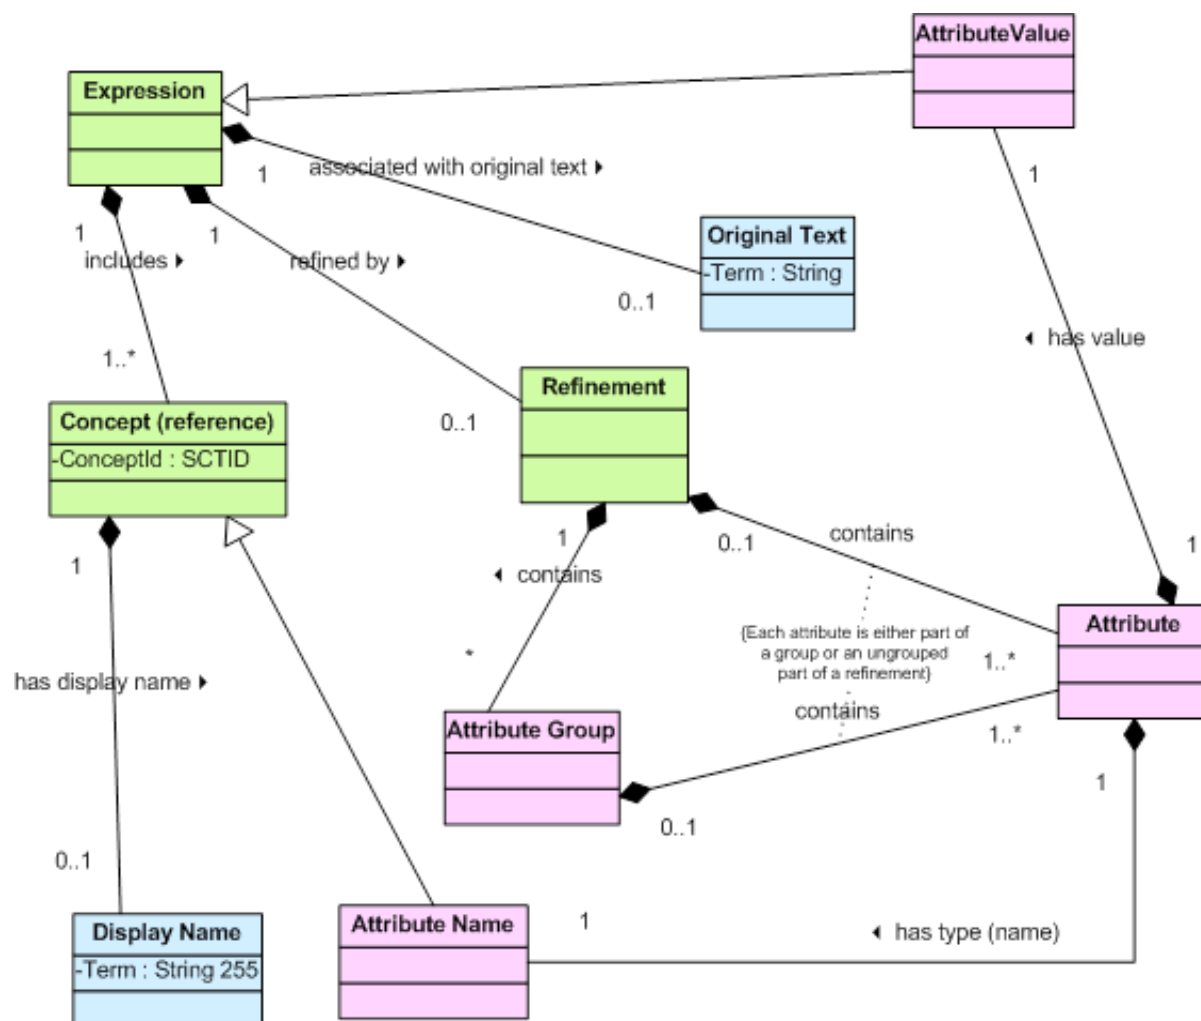 AttributeValue
Expression
1
associated with original text ▸
1
Original Text
-Term : String
0..1
1
includes ▸
1
refined by ▸
◂ has value
1..*
Refinement
0..1
Concept (reference)
-ConceptId : SCTID
1
1
◂ contains
0..1
contains
1
Attribute
{Each attribute is either part of
a group or an ungrouped
part of a refinement}
1..*
*
has display name ▸
contains
1..*
Attribute Group
0..1
1
0..1
Display Name
-Term : String 255
Attribute Name
1
◂ has type (name)